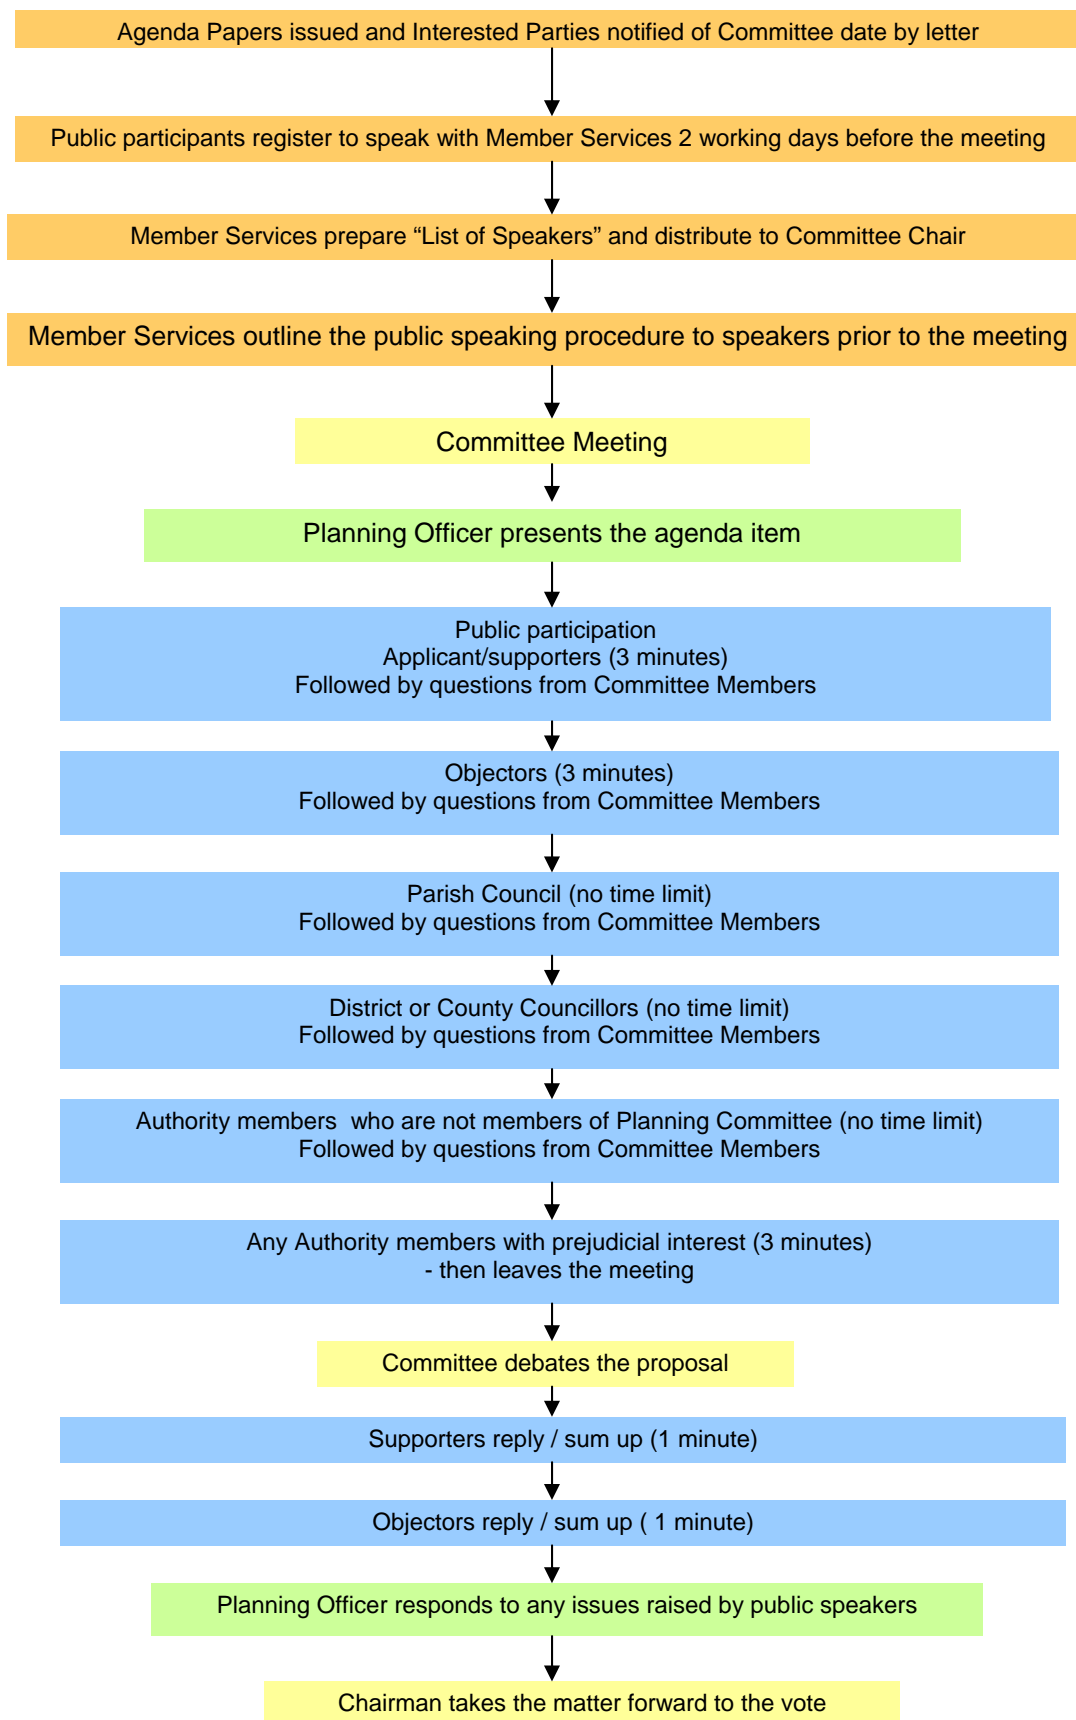 Agenda Papers issued and Interested Parties notified of Committee date by letter
Public participants register to speak with Member Services 2 working days before the meeting
Member Services prepare “List of Speakers” and distribute to Committee Chair
Member Services outline the public speaking procedure to speakers prior to the meeting
Committee Meeting
Planning Officer presents the agenda item
Public participation
Applicant/supporters (3 minutes)
Followed by questions from Committee Members
Objectors (3 minutes)
Followed by questions from Committee Members
Parish Council (no time limit)
Followed by questions from Committee Members
District or County Councillors (no time limit)
Followed by questions from Committee Members
Authority members  who are not members of Planning Committee (no time limit)
Followed by questions from Committee Members
Any Authority members with prejudicial interest (3 minutes)
- then leaves the meeting
Committee debates the proposal
Supporters reply / sum up (1 minute)
Objectors reply / sum up ( 1 minute)
Planning Officer responds to any issues raised by public speakers
Chairman takes the matter forward to the vote